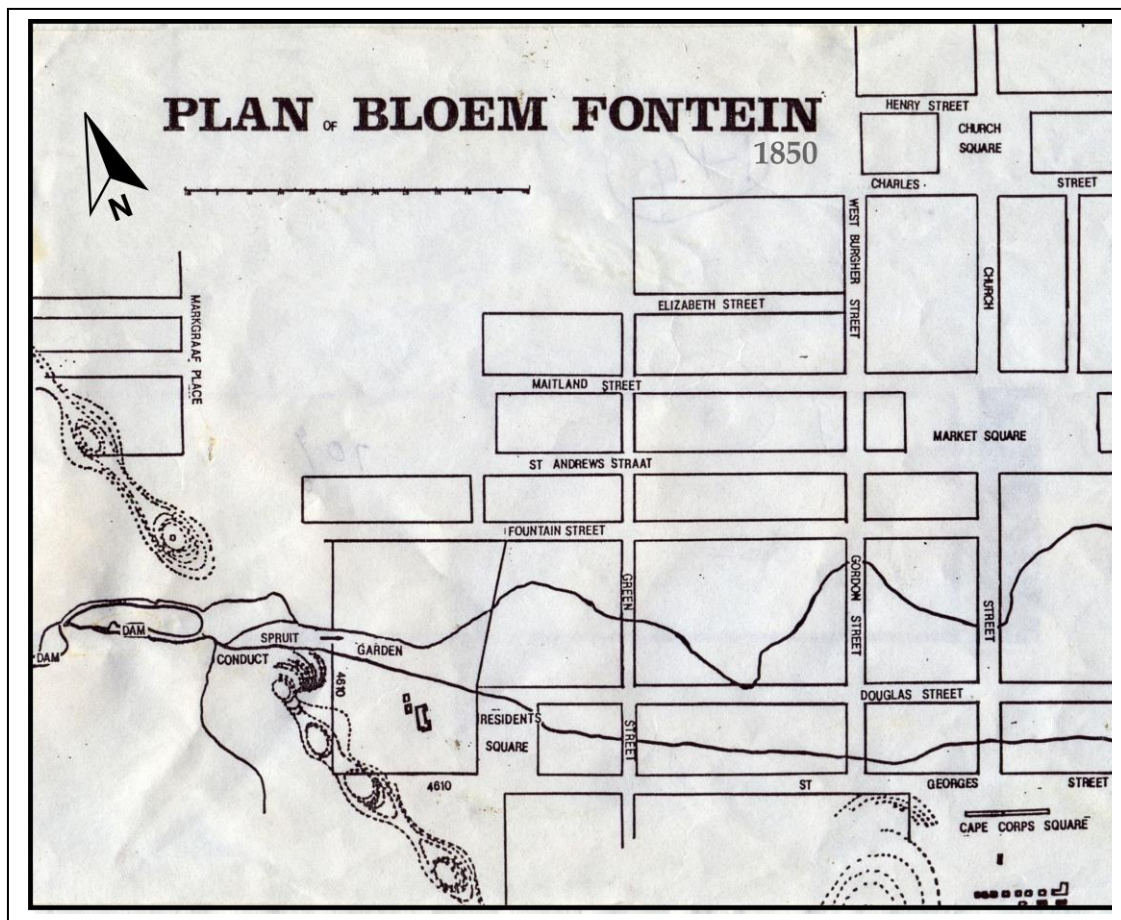 PLAN OF BLOEM FONTEIN
1850
N
HENRY STREET
CHURCH
SQUARE
CHARLES
STREET
WEST BURGHER STREET
CHURCH
ELIZABETH STREET
MARKGRAAF PLACE
MAITLAND STREET
MARKET SQUARE
ST ANDREWS STRAAT
FOUNTAIN STREET
GREEN
GORDOM STREET
STREET
DAM
DAM
SPRUIT
GARDEN
CONDUCT
4610
DOUGLAS STREET
RESIDENTS
SQUARE
STREET
4610
ST
GEORGES
STREET
CAPE CORPS SQUARE